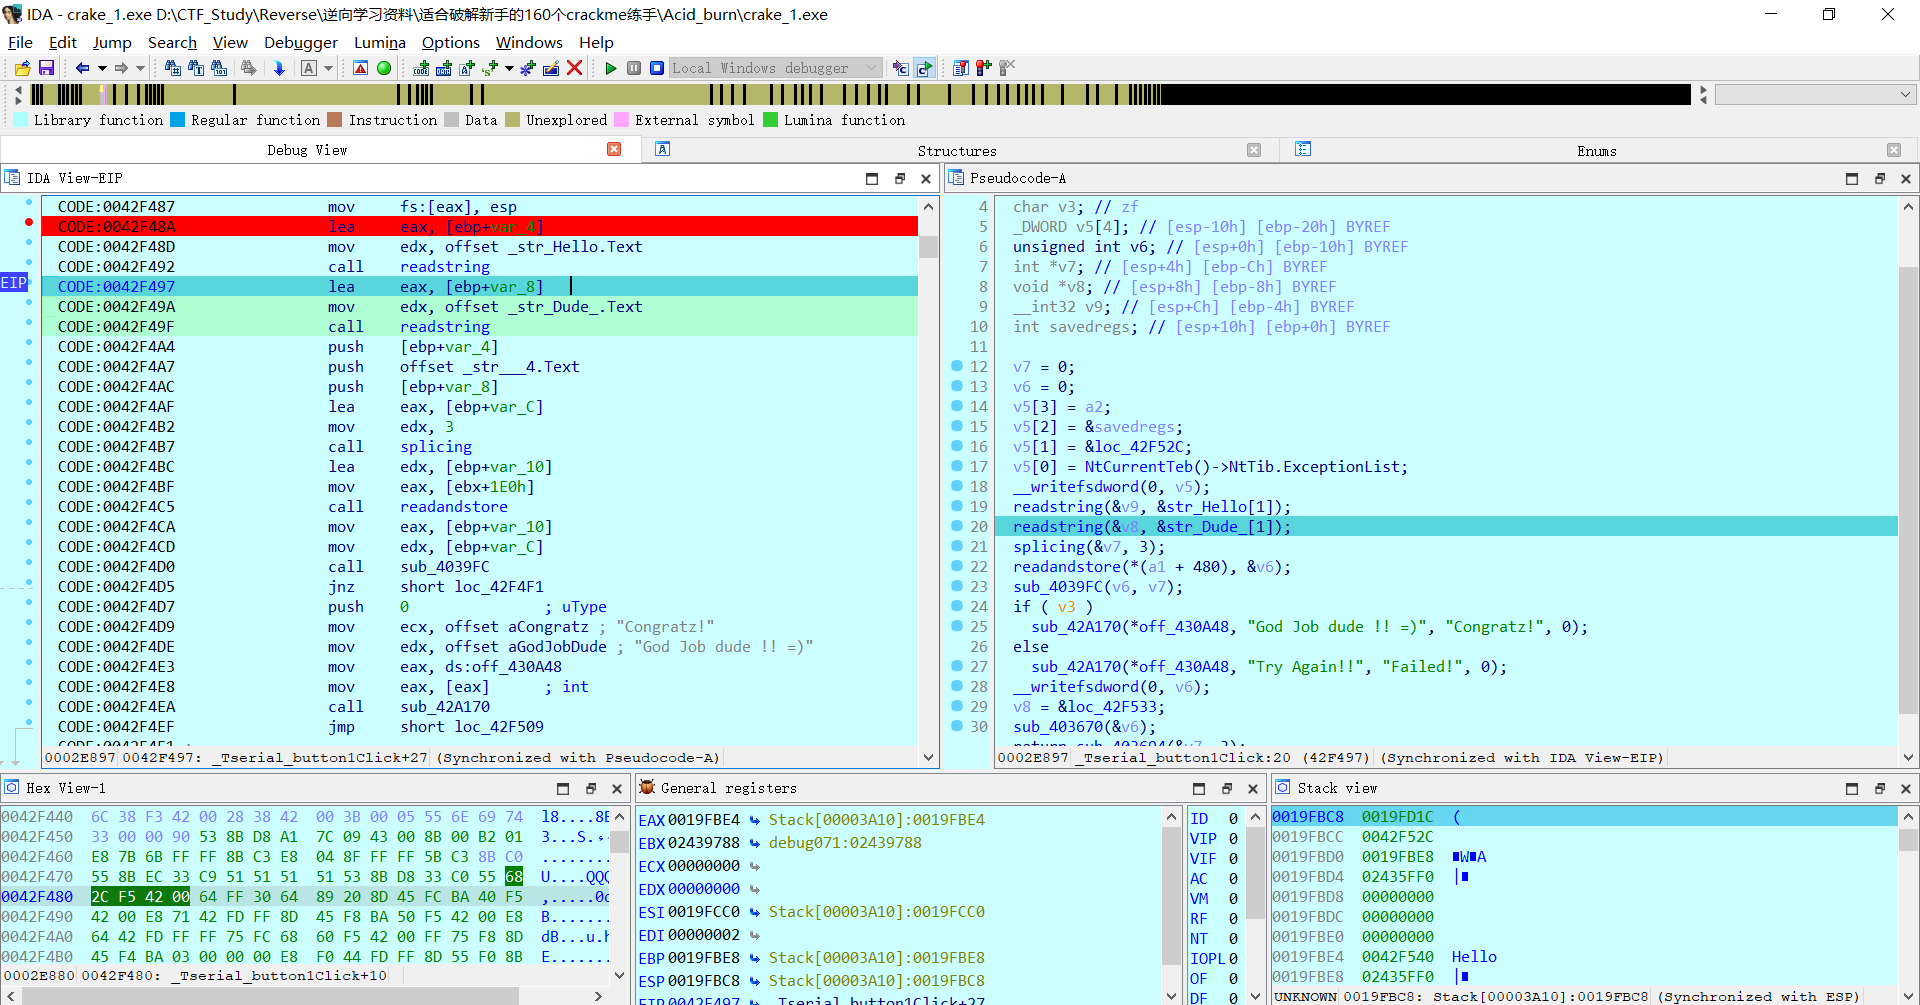 IDA - crake_1.exe D:\CTF_Study\Reverse\逆向学习资料\适合破解新手的160个crackme练手\Acid_burn\crake_1.exe
File Edit Jump Search View Debugger Lumina Options Windows Help
Local Windows debugger
Library function Regular function Instruction Data Unexplored External symbol Lumina function
Debug View Structures Enums
IDA View-EIP
CODE:0042F487 mov fs:[eax], esp
CODE:0042F48A lea eax, [ebp+var_4]
CODE:0042F48D mov edx, offset _str_Hello.Text
CODE:0042F492 call readstring
EIP CODE:0042F497 lea eax, [ebp+var_8]
CODE:0042F49A mov edx, offset _str_Dude_.Text
CODE:0042F49F call readstring
CODE:0042F4A4 push [ebp+var_4]
CODE:0042F4A7 push offset _str___4.Text
CODE:0042F4AC push [ebp+var_8]
CODE:0042F4AF lea eax, [ebp+var_C]
CODE:0042F4B2 mov edx, 3
CODE:0042F4B7 call splicing
CODE:0042F4BC lea edx, [ebp+var_10]
CODE:0042F4BF mov eax, [ebx+1E0h]
CODE:0042F4C5 call readandstore
CODE:0042F4CA mov eax, [ebp+var_10]
CODE:0042F4CD mov edx, [ebp+var_C]
CODE:0042F4D0 call sub_4039FC
CODE:0042F4D5 jnz short loc_42F4F1
CODE:0042F4D7 push 0 ; uType
CODE:0042F4D9 mov ecx, offset aCongratz ; "Congratz!"
CODE:0042F4DE mov edx, offset aGodJobDude ; "God Job dude !! =)"
CODE:0042F4E3 mov eax, ds:off_430A48
CODE:0042F4E8 mov eax, [eax] ; int
CODE:0042F4EA call sub_42A170
CODE:0042F4EF jmp short loc_42F509
0002E897 0042F497: _Tserial_button1Click+27 (Synchronized with Pseudocode-A)
Pseudocode-A
4 char v3; // zf
5 _DWORD v5[4]; // [esp-10h] [ebp-20h] BYREF
6 unsigned int v6; // [esp+0h] [ebp-10h] BYREF
7 int *v7; // [esp+4h] [ebp-Ch] BYREF
8 void *v8; // [esp+8h] [ebp-8h] BYREF
9 __int32 v9; // [esp+Ch] [ebp-4h] BYREF
10 int savedregs; // [esp+10h] [ebp+0h] BYREF
11
12 v7 = 0;
13 v6 = 0;
14 v5[3] = a2;
15 v5[2] = &savedregs;
16 v5[1] = &loc_42F52C;
17 v5[0] = NtCurrentTeb()->NtTib.ExceptionList;
18 __writefsdword(0, v5);
19 readstring(&v9, &str_Hello[1]);
20 readstring(&v8, &str_Dude_[1]);
21 splicing(&v7, 3);
22 readandstore(*(a1 + 480), &v6);
23 sub_4039FC(v6, v7);
24 if ( v3 )
25 sub_42A170(*off_430A48, "God Job dude !! =)", "Congratz!", 0);
26 else
27 sub_42A170(*off_430A48, "Try Again!!", "Failed!", 0);
28 __writefsdword(0, v6);
29 v8 = &loc_42F533;
30 sub_403670(&v6);
0002E897 _Tserial_button1Click:20 (42F497) (Synchronized with IDA View-EIP)
Hex View-1
0042F440 6C 38 F3 42 00 28 38 42 00 3B 00 05 55 6E 69 74 l8....8B
0042F450 33 00 00 90 53 8B D8 A1 7C 09 43 00 8B 00 B2 01 3...S.
0042F460 E8 7B 6B FF FF 8B C3 E8 04 8F FF FF 5B C3 8B C0 ........
0042F470 55 8B EC 33 C9 51 51 51 51 53 8B D8 33 C0 55 68 U....QQQ
0042F480 2C F5 42 00 64 FF 30 64 89 20 8D 45 FC BA 40 F5 ,.....0d
0042F490 42 00 E8 71 42 FD FF 8D 45 F8 BA 50 F5 42 00 E8 B.......
0042F4A0 64 42 FD FF FF 75 FC 68 60 F5 42 00 FF 75 F8 8D dB...u.h
0042F4B0 45 F4 BA 03 00 00 00 E8 F0 44 FD FF 8D 55 F0 8B E.......
0002E880 0042F480: _Tserial_button1Click+10
General registers
EAX 0019FBE4 Stack[00003A10]:0019FBE4
EBX 02439788 debug071:02439788
ECX 00000000
EDX 00000000
ESI 0019FCC0 Stack[00003A10]:0019FCC0
EDI 00000002
EBP 0019FBE8 Stack[00003A10]:0019FBE8
ESP 0019FBC8 Stack[00003A10]:0019FBC8
EIP 0042F497 _Tserial_button1Click+27
ID 0
VIP 0
VIF 0
AC 0
VM 0
RF 0
NT 0
IOPL 0
OF 0
DF 0
Stack view
0019FBC8 0019FD1C (
0019FBCC 0042F52C
0019FBD0 0019FBE8 W A
0019FBD4 02435FF0 |
0019FBD8 00000000
0019FBDC 00000000
0019FBE0 00000000
0019FBE4 0042F540 Hello
0019FBE8 02435FF0 |
UNKNOWN 0019FBC8: Stack[00003A10]:0019FBC8 (Synchronized with ESP)